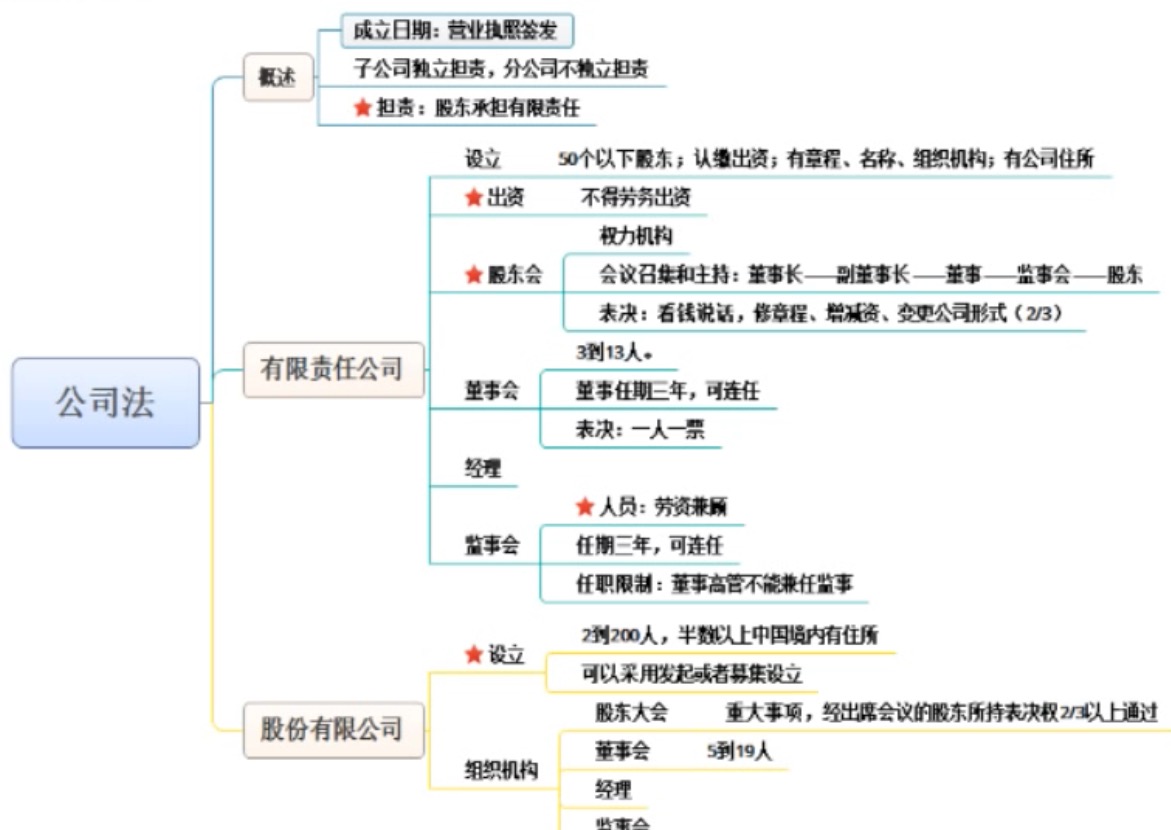 公司法
概述
成立日期：营业执照签发
子公司独立担责，分公司不独立担责
担责：股东承担有限责任
有限责任公司
设立 50个以下股东；认缴出资；有章程、名称、组织机构；有公司住所
出资 不得劳务出资
股东会
权力机构
会议召集和主持：董事长——副董事长——董事——监事会——股东
表决：看钱说话，修章程、增减资、变更公司形式（2/3）
董事会
3到13人。
董事任期三年，可连任
表决：一人一票
经理
监事会
人员：劳资兼顾
任期三年，可连任
任职限制：董事高管不能兼任监事
股份有限公司
设立
2到200人，半数以上中国境内有住所
可以采用发起或者募集设立
组织机构
股东大会 重大事项，经出席会议的股东所持表决权2/3以上通过
董事会 5到19人
经理
监事会